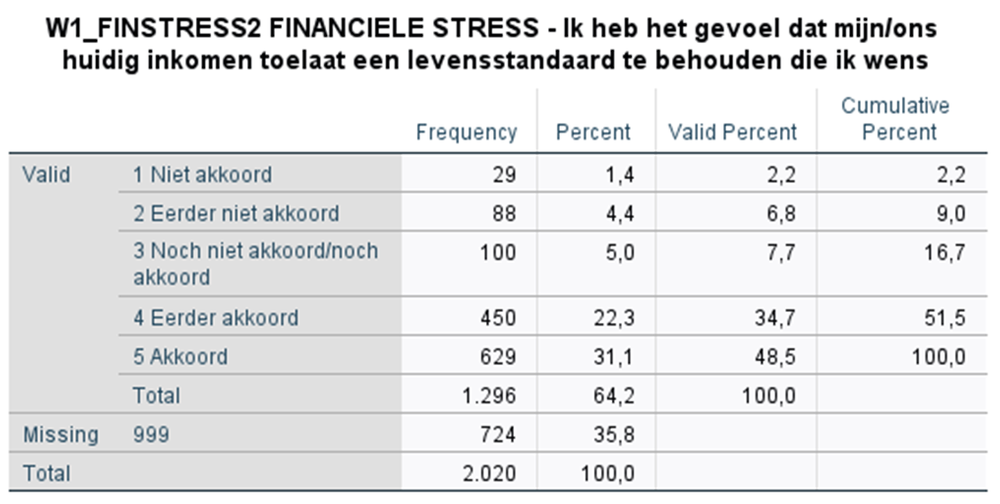 W1_FINSTRESS2 FINANCIELE STRESS - Ik heb het gevoel dat mijn/ons
huidig inkomen toelaat een levensstandaard te behouden die ik wens
Frequency Percent Valid Percent Cumulative Percent
Valid 1 Niet akkoord 29 1,4 2,2 2,2
2 Eerder niet akkoord 88 4,4 6,8 9,0
3 Noch niet akkoord/noch akkoord 100 5,0 7,7 16,7
4 Eerder akkoord 450 22,3 34,7 51,5
5 Akkoord 629 31,1 48,5 100,0
Total 1.296 64,2 100,0
Missing 999 724 35,8
Total 2.020 100,0